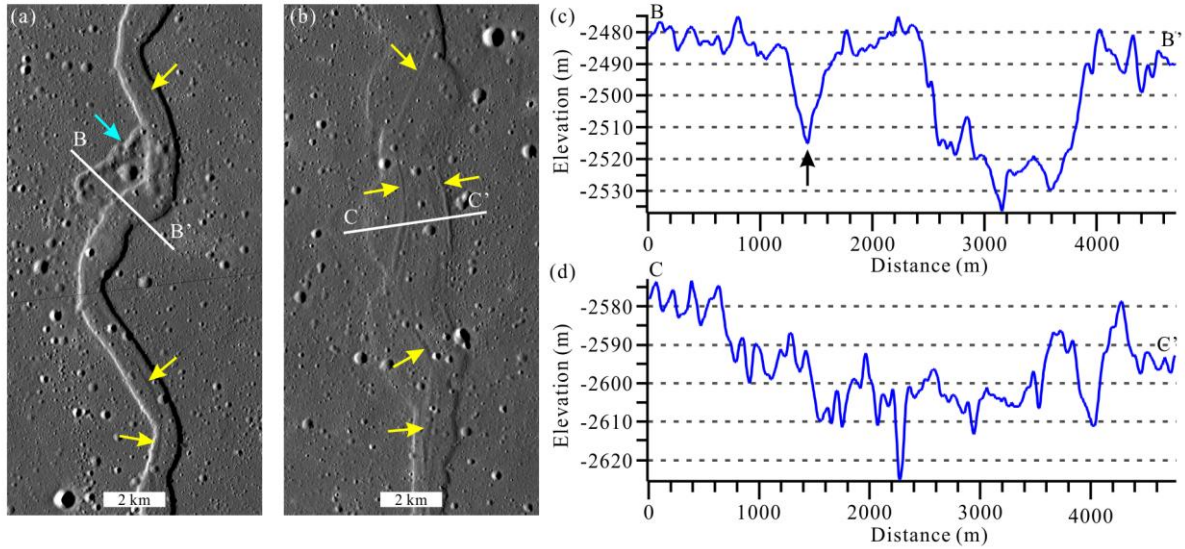 (a)
B
B'
2 km
(b)
C
C'
2 km
(c)
B
B'
Elevation (m)
-2480
-2490
-2500
-2510
-2520
-2530
0
1000
2000
3000
4000
Distance (m)
(d)
C
C'
Elevation (m)
-2580
-2590
-2600
-2610
-2620
0
1000
2000
3000
4000
Distance (m)